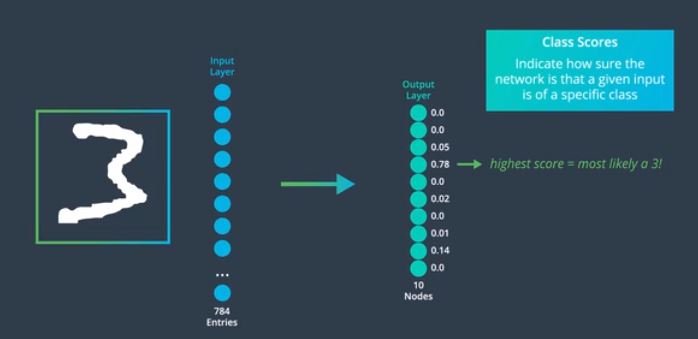 Class Scores
Indicate how sure the
network is that a given input
is of a specific class
Input
Layer
...
784
Entries
Output
Layer
0.0
0.0
0.05
0.78
highest score = most likely a 3!
0.0
0.02
0.0
0.01
0.14
0.0
10
Nodes
3